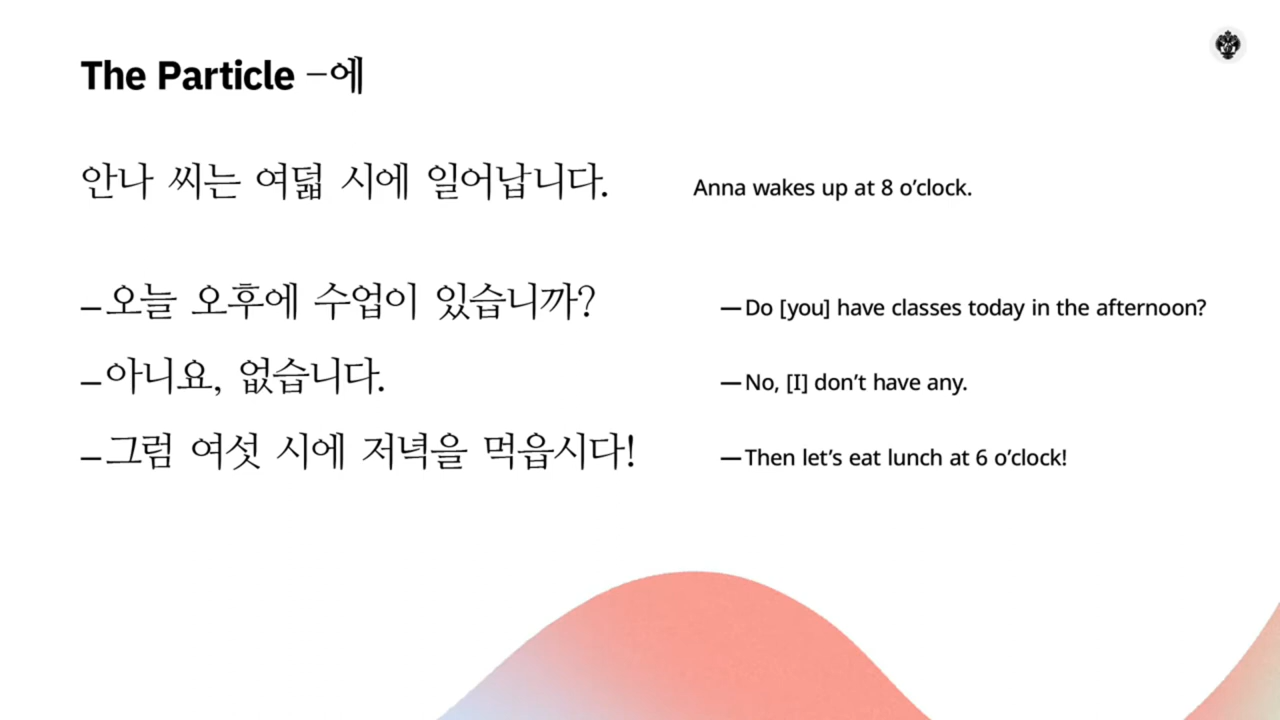 The Particle –에
안나 씨는 여덟 시에 일어납니다. Anna wakes up at 8 o’clock.
—오늘 오후에 수업이 있습니까? —Do [you] have classes today in the afternoon?
—아니요, 없습니다. —No, [I] don’t have any.
—그럼 여섯 시에 저녁을 먹읍시다! —Then let’s eat lunch at 6 o’clock!